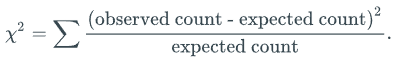 χ² = ∑ (observed count - expected count)² / expected count.